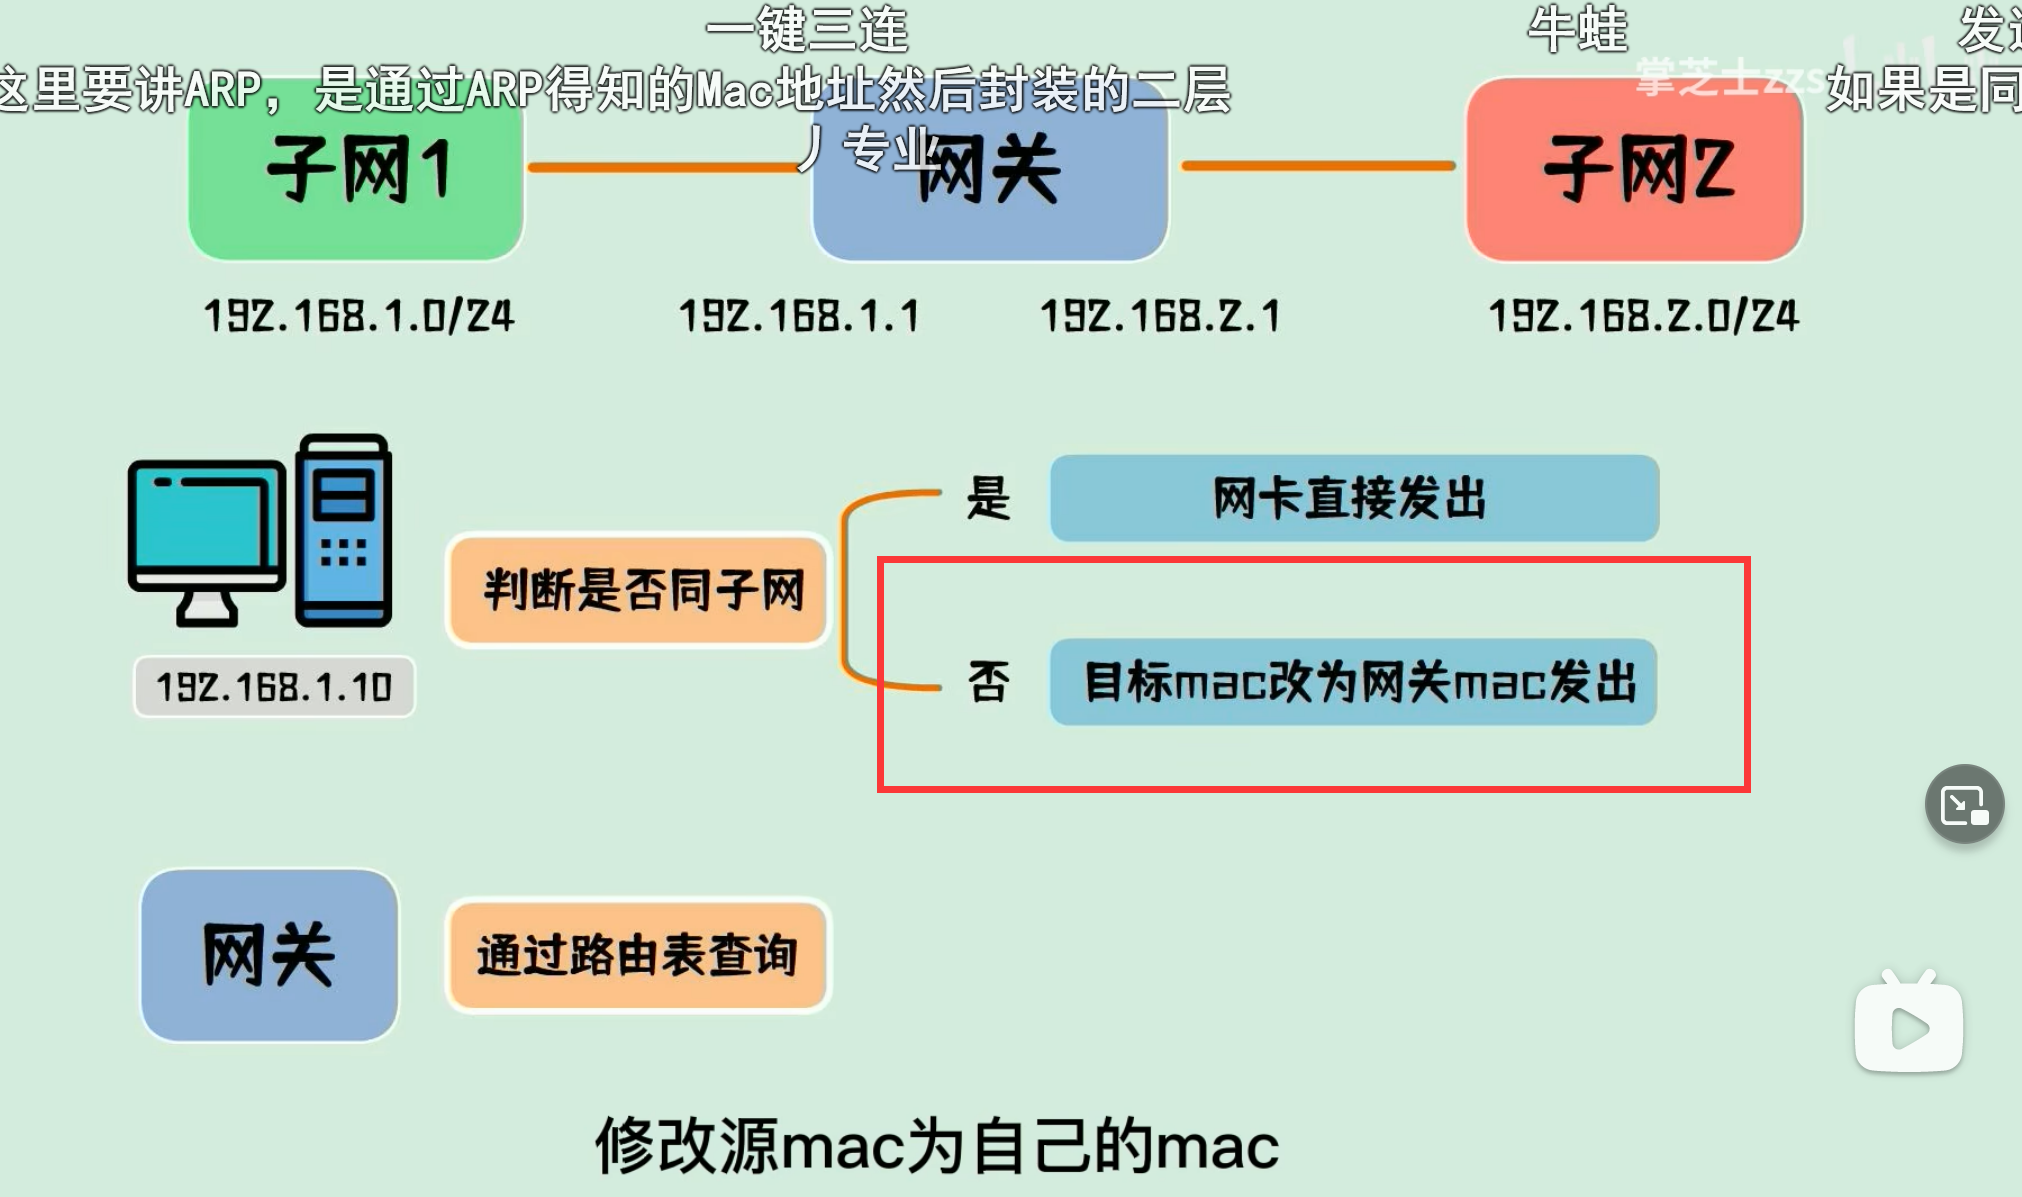 一键三连
牛蛙
发送
这里要讲ARP，是通过ARP得知的Mac地址然后封装的二层
掌芝士zzs
如果是同
丿专业
子网1
网关
子网2
192.168.1.0/24
192.168.1.1
192.168.2.1
192.168.2.0/24
是
网卡直接发出
判断是否同子网
否
目标mac改为网关mac发出
192.168.1.10
网关
通过路由表查询
修改源mac为自己的mac